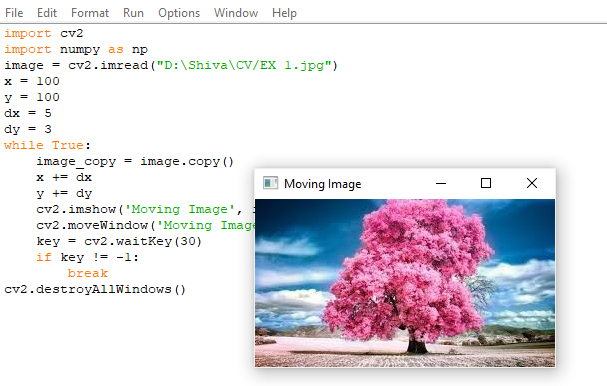 File Edit Format Run Options Window Help
import cv2
import numpy as np
image = cv2.imread("D:\Shiva\CV/EX 1.jpg")
x = 100
y = 100
dx = 5
dy = 3
while True:
    image_copy = image.copy()
    x += dx
    y += dy
    cv2.imshow('Moving Image',
    cv2.moveWindow('Moving Image
    key = cv2.waitKey(30)
    if key != -1:
        break
cv2.destroyAllWindows()
Moving Image